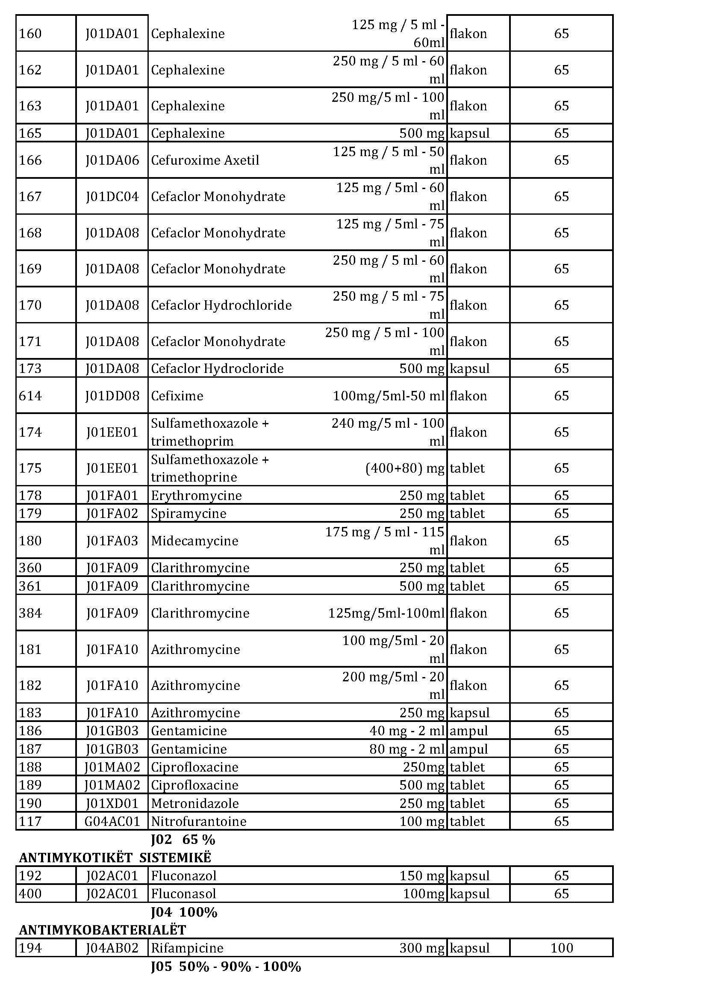 160 J01DA01 Cephalexine 125 mg / 5 ml - 60ml flakon 65
162 J01DA01 Cephalexine 250 mg / 5 ml - 60 ml flakon 65
163 J01DA01 Cephalexine 250 mg/5 ml - 100 ml flakon 65
165 J01DA01 Cephalexine 500 mg kapsul 65
166 J01DA06 Cefuroxime Axetil 125 mg / 5 ml - 50 ml flakon 65
167 J01DC04 Cefaclor Monohydrate 125 mg / 5ml - 60 ml flakon 65
168 J01DA08 Cefaclor Monohydrate 125 mg / 5ml - 75 ml flakon 65
169 J01DA08 Cefaclor Monohydrate 250 mg / 5 ml - 60 ml flakon 65
170 J01DA08 Cefaclor Hydrochloride 250 mg / 5 ml - 75 ml flakon 65
171 J01DA08 Cefaclor Monohydrate 250 mg / 5 ml - 100 ml flakon 65
173 J01DA08 Cefaclor Hydrocloride 500 mg kapsul 65
614 J01DD08 Cefixime 100mg/5ml-50 ml flakon 65
174 J01EE01 Sulfamethoxazole + trimethoprim 240 mg/5 ml - 100 ml flakon 65
175 J01EE01 Sulfamethoxazole + trimethoprine (400+80) mg tablet 65
178 J01FA01 Erythromycine 250 mg tablet 65
179 J01FA02 Spiramycine 250 mg tablet 65
180 J01FA03 Midecamycine 175 mg / 5 ml - 115 ml flakon 65
360 J01FA09 Clarithromycine 250 mg tablet 65
361 J01FA09 Clarithromycine 500 mg tablet 65
384 J01FA09 Clarithromycine 125mg/5ml-100ml flakon 65
181 J01FA10 Azithromycine 100 mg/5ml - 20 ml flakon 65
182 J01FA10 Azithromycine 200 mg/5ml - 20 ml flakon 65
183 J01FA10 Azithromycine 250 mg kapsul 65
186 J01GB03 Gentamicine 40 mg - 2 ml ampul 65
187 J01GB03 Gentamicine 80 mg - 2 ml ampul 65
188 J01MA02 Ciprofloxacine 250mg tablet 65
189 J01MA02 Ciprofloxacine 500 mg tablet 65
190 J01XD01 Metronidazole 250 mg tablet 65
117 G04AC01 Nitrofurantoine 100 mg tablet 65
J02 65 %
ANTIMYKOTIKËT SISTEMIKË
192 J02AC01 Fluconazol 150 mg kapsul 65
400 J02AC01 Fluconasol 100mg kapsul 65
J04 100%
ANTIMYKOBAKTERIALËT
194 J04AB02 Rifampicine 300 mg kapsul 100
J05 50% - 90% - 100%